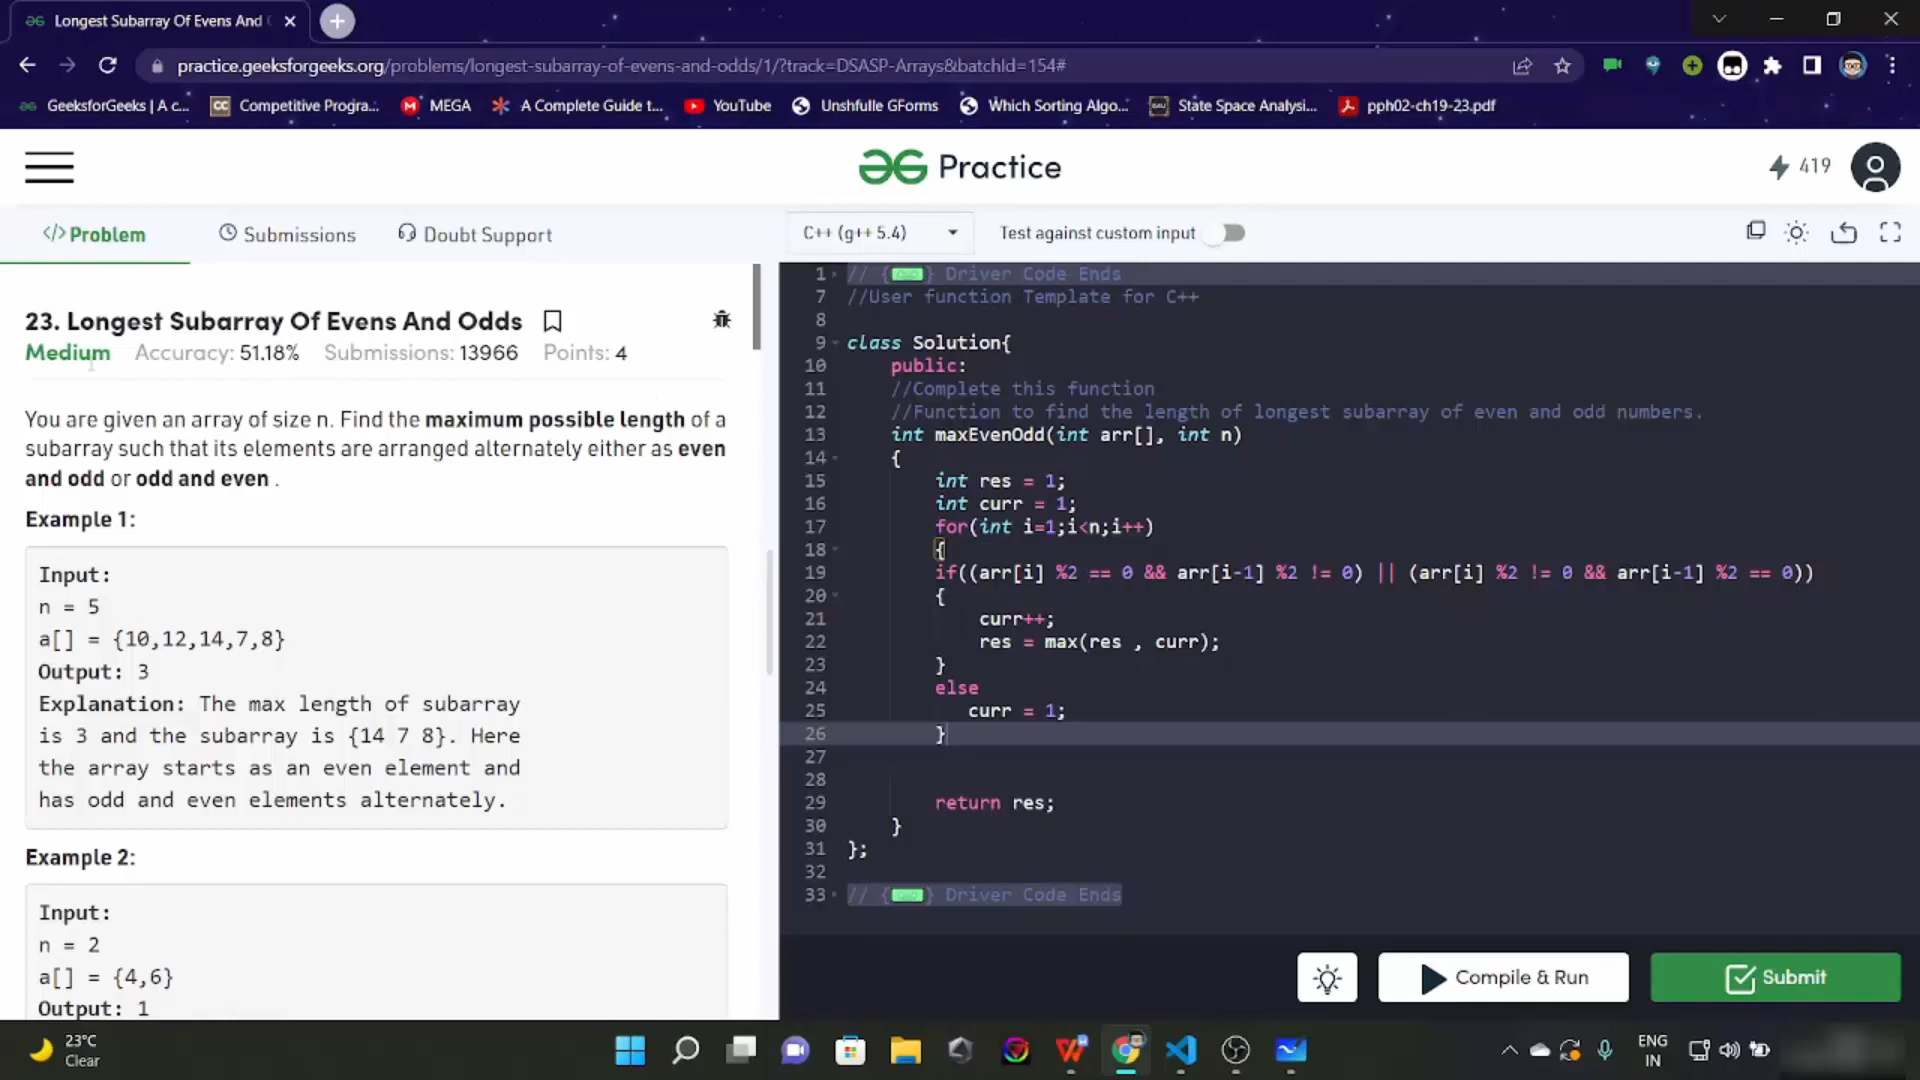 Longest Subarray Of Evens And
practice.geeksforgeeks.org/problems/longest-subarray-of-evens-and-odds/1/?track=DSASP-Arrays&batchId=154#
GeeksforGeeks | A c... CC Competitive Progra... M MEGA A Complete Guide t... YouTube Unshfulle GForms Which Sorting Algo... State Space Analysi... pph02-ch19-23.pdf
Practice 419
</> Problem Submissions Doubt Support
C++ (g++ 5.4) Test against custom input
23. Longest Subarray Of Evens And Odds
Medium Accuracy: 51.18% Submissions: 13966 Points: 4
You are given an array of size n. Find the maximum possible length of a
subarray such that its elements are arranged alternately either as even
and odd or odd and even .
Example 1:
Input:
n = 5
a[] = {10,12,14,7,8}
Output: 3
Explanation: The max length of subarray
is 3 and the subarray is {14 7 8}. Here
the array starts as an even element and
has odd and even elements alternately.
Example 2:
Input:
n = 2
a[] = {4,6}
Output: 1
1 // { } Driver Code Ends
7 //User function Template for C++
8
9 class Solution{
10 public:
11 //Complete this function
12 //Function to find the length of longest subarray of even and odd numbers.
13 int maxEvenOdd(int arr[], int n)
14 {
15 int res = 1;
16 int curr = 1;
17 for(int i=1;i<n;i++)
18 {
19 if((arr[i] %2 == 0 && arr[i-1] %2 != 0) || (arr[i] %2 != 0 && arr[i-1] %2 == 0))
20 {
21 curr++;
22 res = max(res , curr);
23 }
24 else
25 curr = 1;
26 }
27
28
29 return res;
30 }
31 };
32
33 // { } Driver Code Ends
Compile & Run Submit
23°C
Clear
ENG
IN